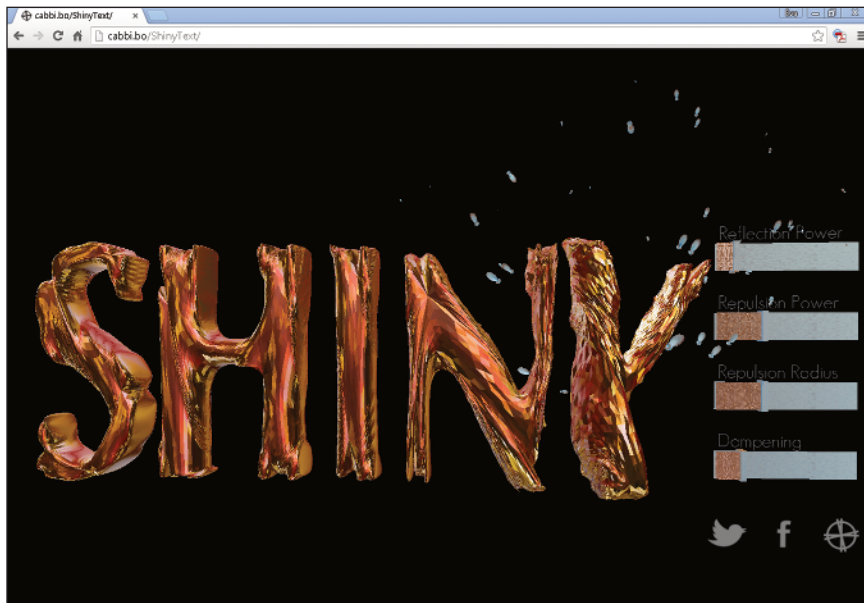 cabbi.bo/ShinyText/
cabbi.bo/ShinyText/
SHINY
Reflection Power
Repulsion Power
Repulsion Radius
Dampening